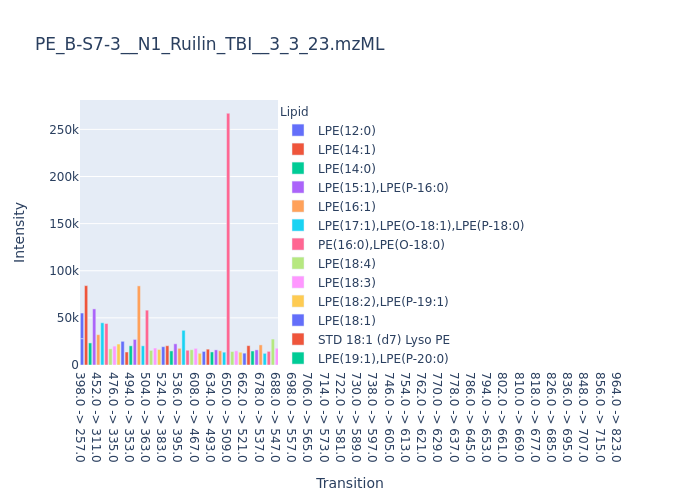 PE_B-S7-3__N1_Ruilin_TBI__3_3_23.mzML
Lipid
LPE(12:0)
LPE(14:1)
LPE(14:0)
LPE(15:1),LPE(P-16:0)
LPE(16:1)
LPE(17:1),LPE(O-18:1),LPE(P-18:0)
PE(16:0),LPE(O-18:0)
LPE(18:4)
LPE(18:3)
LPE(18:2),LPE(P-19:1)
LPE(18:1)
STD 18:1 (d7) Lyso PE
LPE(19:1),LPE(P-20:0)
250k
200k
150k
100k
50k
0
Intensity
398.0 -> 257.0
452.0 -> 311.0
476.0 -> 335.0
494.0 -> 353.0
504.0 -> 363.0
524.0 -> 383.0
536.0 -> 395.0
608.0 -> 467.0
634.0 -> 493.0
650.0 -> 509.0
662.0 -> 521.0
678.0 -> 537.0
688.0 -> 547.0
698.0 -> 557.0
706.0 -> 565.0
714.0 -> 573.0
722.0 -> 581.0
730.0 -> 589.0
738.0 -> 597.0
746.0 -> 605.0
754.0 -> 613.0
762.0 -> 621.0
770.0 -> 629.0
778.0 -> 637.0
786.0 -> 645.0
794.0 -> 653.0
802.0 -> 661.0
810.0 -> 669.0
818.0 -> 677.0
826.0 -> 685.0
836.0 -> 695.0
848.0 -> 707.0
856.0 -> 715.0
964.0 -> 823.0
Transition